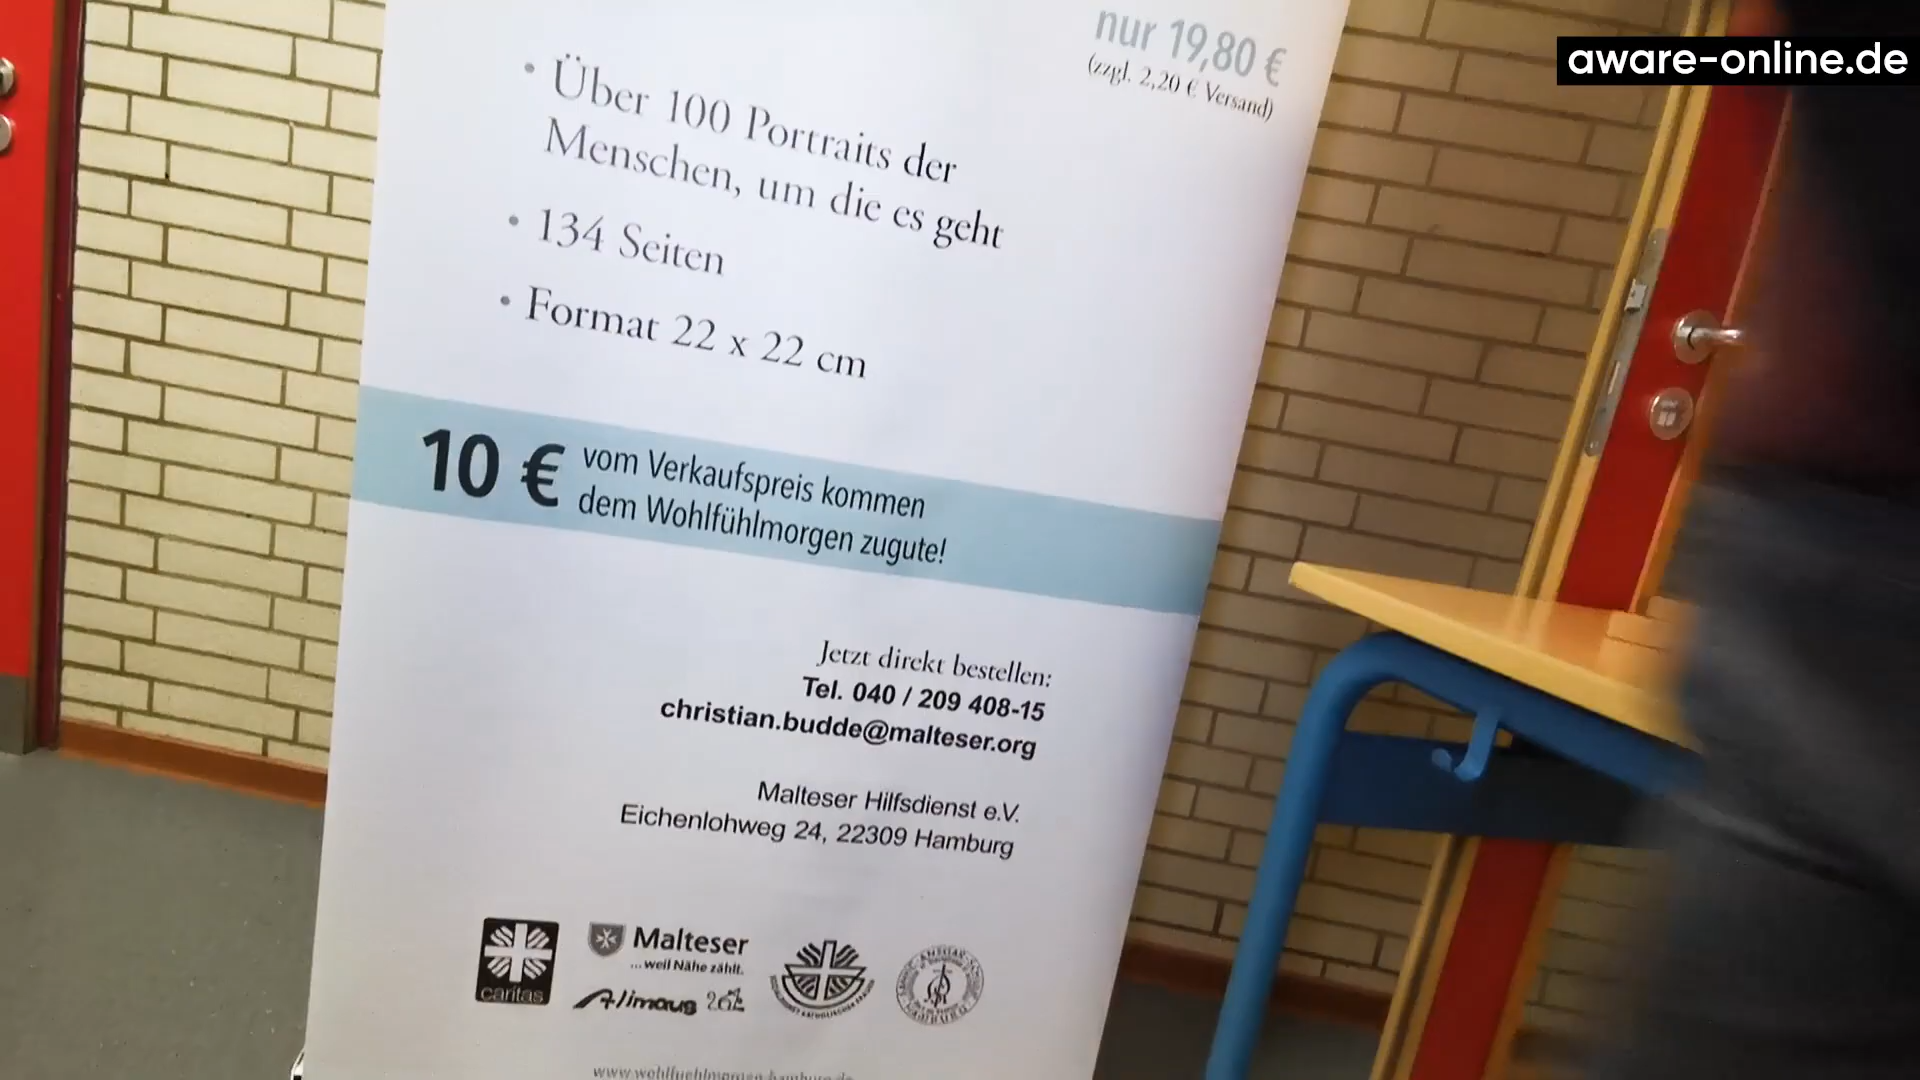 aware-online.de
nur 19,80 €
(zzgl. 2,20 € Versand)
• Über 100 Portraits der
Menschen, um die es geht
• 134 Seiten
• Format 22 x 22 cm
10 € vom Verkaufspreis kommen
dem Wohlfühlmorgen zugute!
Jetzt direkt bestellen:
Tel. 040 / 209 408-15
christian.budde@malteser.org
Malteser Hilfsdienst e.V.
Eichenlohweg 24, 22309 Hamburg
caritas
Malteser
...weil Nähe zählt.
Alimaus